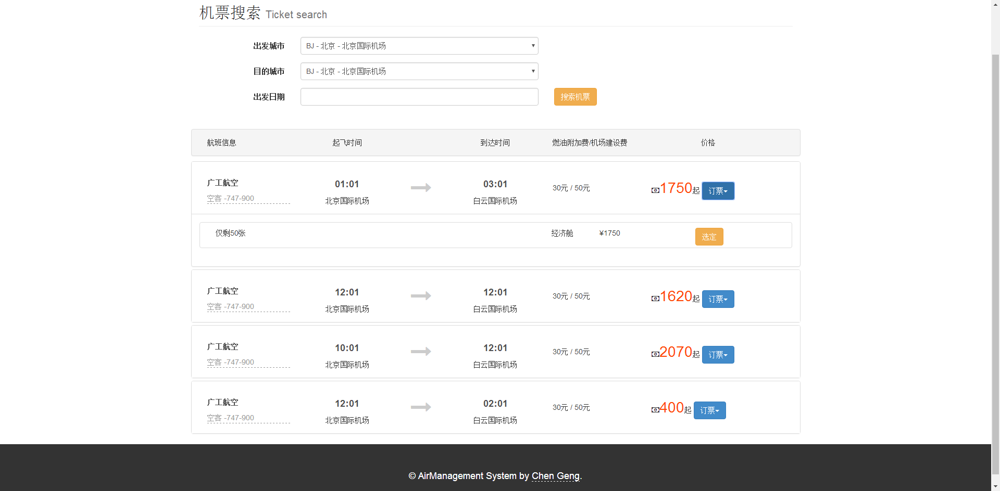 机票搜索 Ticket search
出发城市 BJ - 北京 - 北京国际机场
目的城市 BJ - 北京 - 北京国际机场
出发日期 搜索机票
航班信息 起飞时间 到达时间 燃油附加费/机场建设费 价格
广工航空 01:01 03:01 30元 / 50元 1750起 订票
空客 -747-900 北京国际机场 白云国际机场
仅剩50张 经济舱 ¥1750 选定
广工航空 12:01 12:01 30元 / 50元 1620起 订票
空客 -747-900 北京国际机场 白云国际机场
广工航空 10:01 12:01 30元 / 50元 2070起 订票
空客 -747-900 北京国际机场 白云国际机场
广工航空 12:01 02:01 30元 / 50元 400起 订票
空客 -747-900 北京国际机场 白云国际机场
© AirManagement System by Chen Geng.